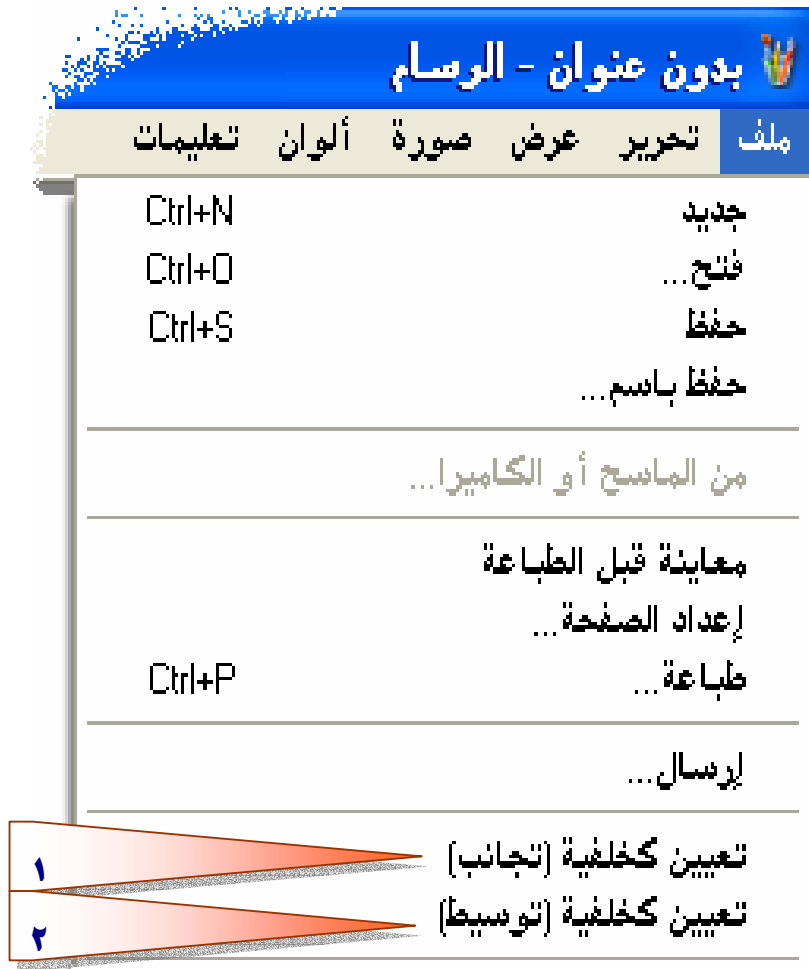 بدون عنوان - الرسام
ملف تحرير عرض صورة ألوان تعليمات
جديد Ctrl+N
فتح... Ctrl+O
حفظ Ctrl+S
حفظ باسم...
من الماسح أو الكاميرا...
معاينة قبل الطباعة
إعداد الصفحة...
طباعة... Ctrl+P
إرسال...
تعيين كخلفية (تجانب) ١
تعيين كخلفية (توسيط) ٢